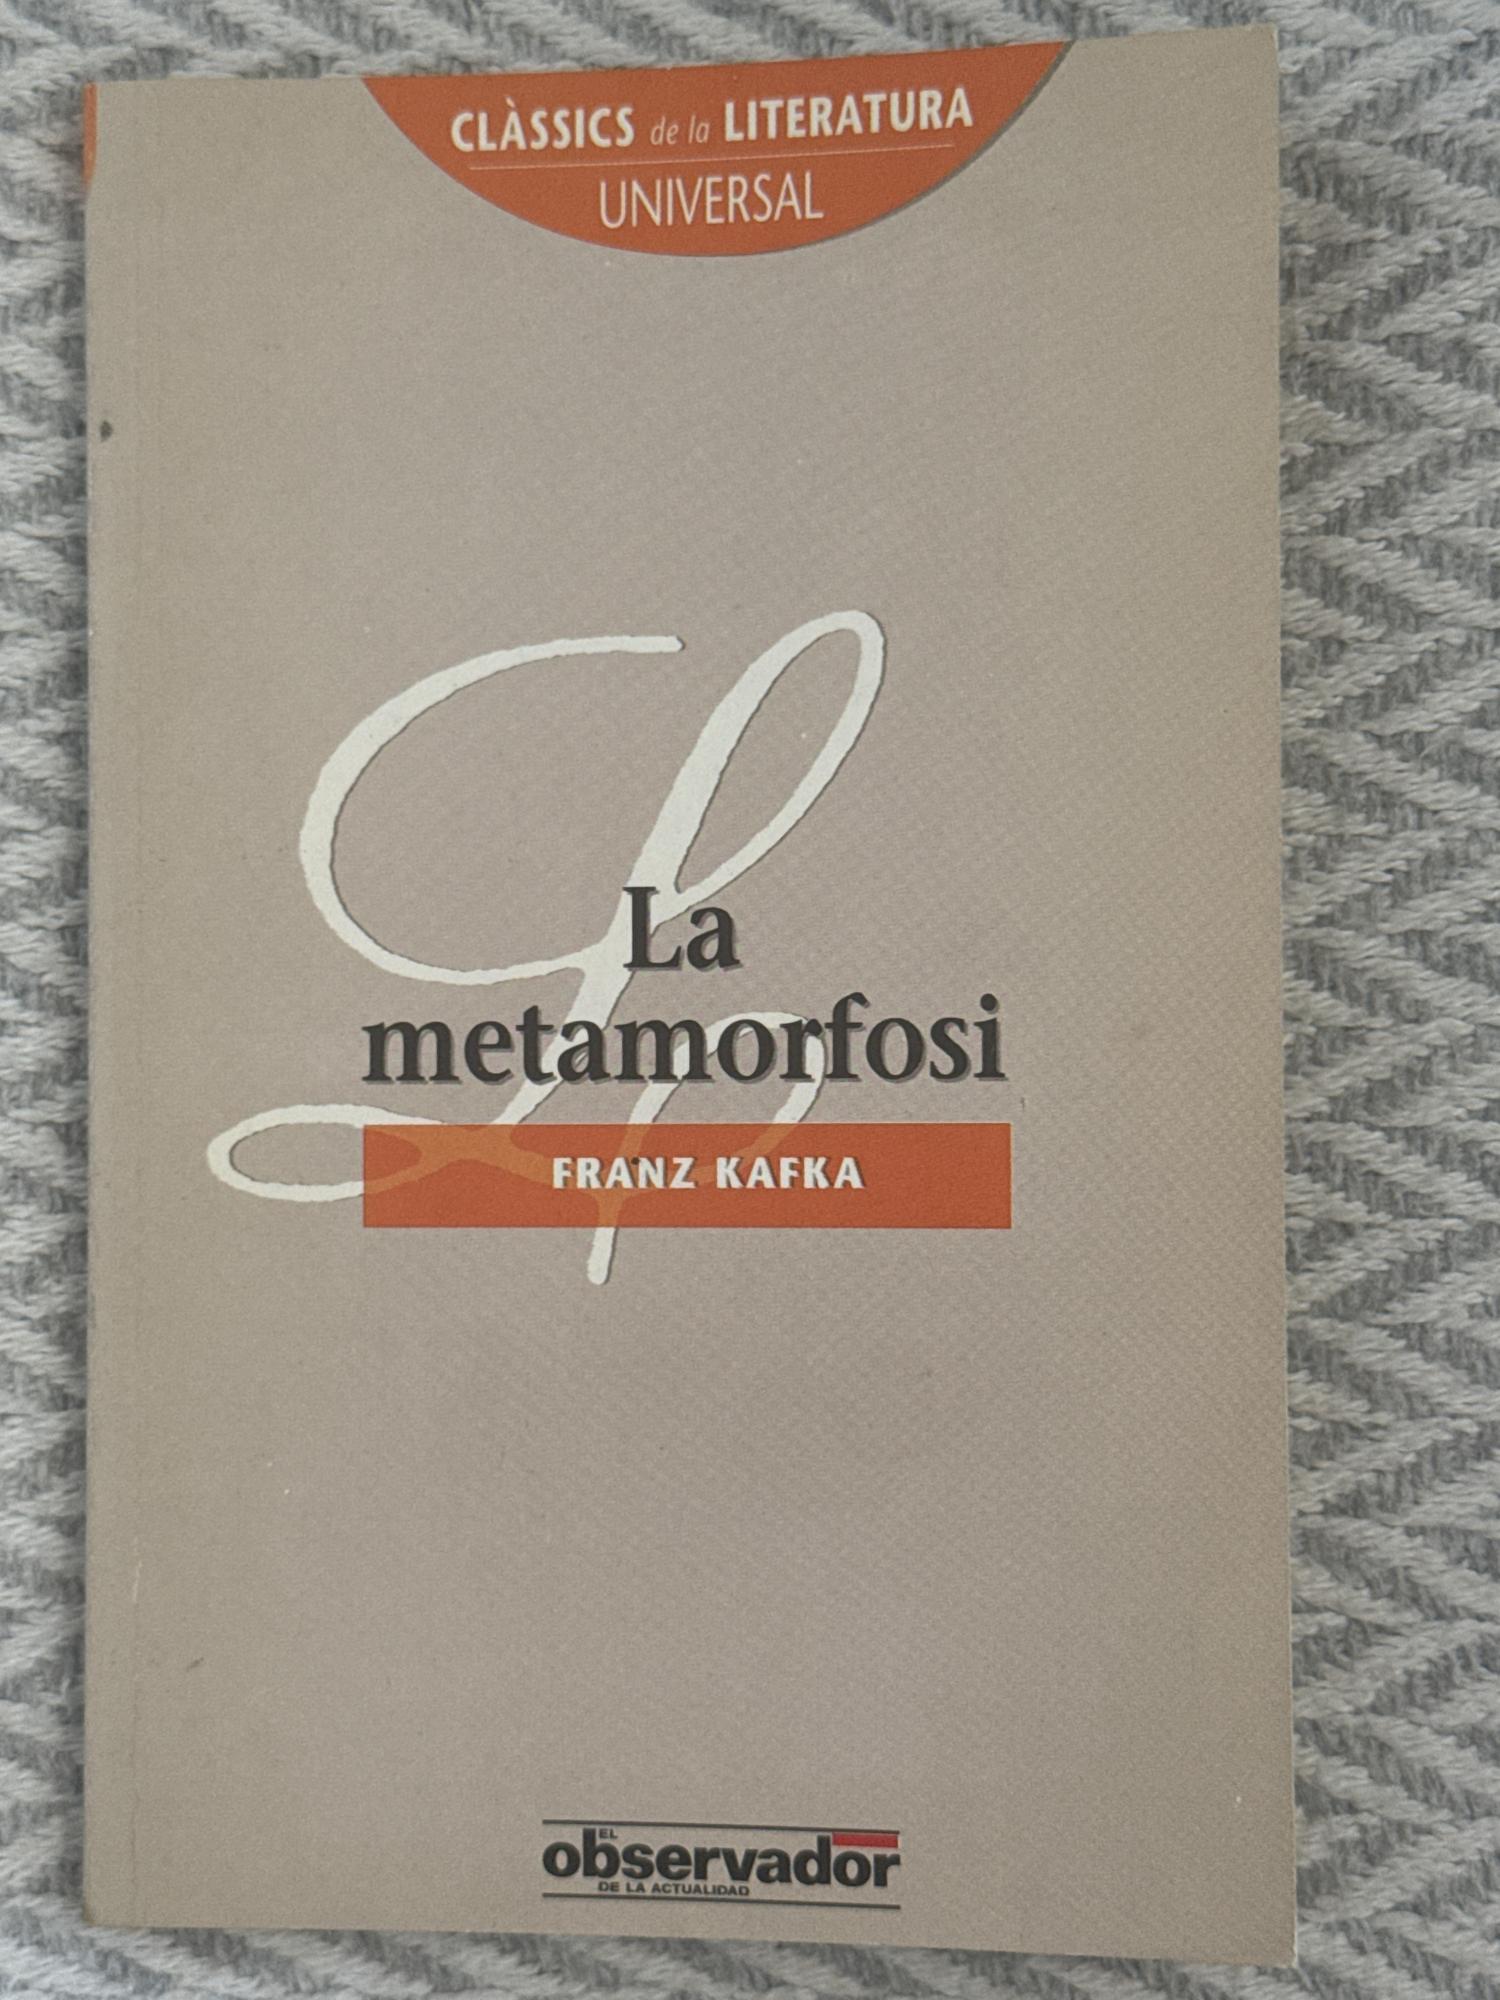 CLÀSSICS de la LITERATURA
UNIVERSAL
La
metamorfosi
FRANZ KAFKA
EL
observador
DE LA ACTUALIDAD